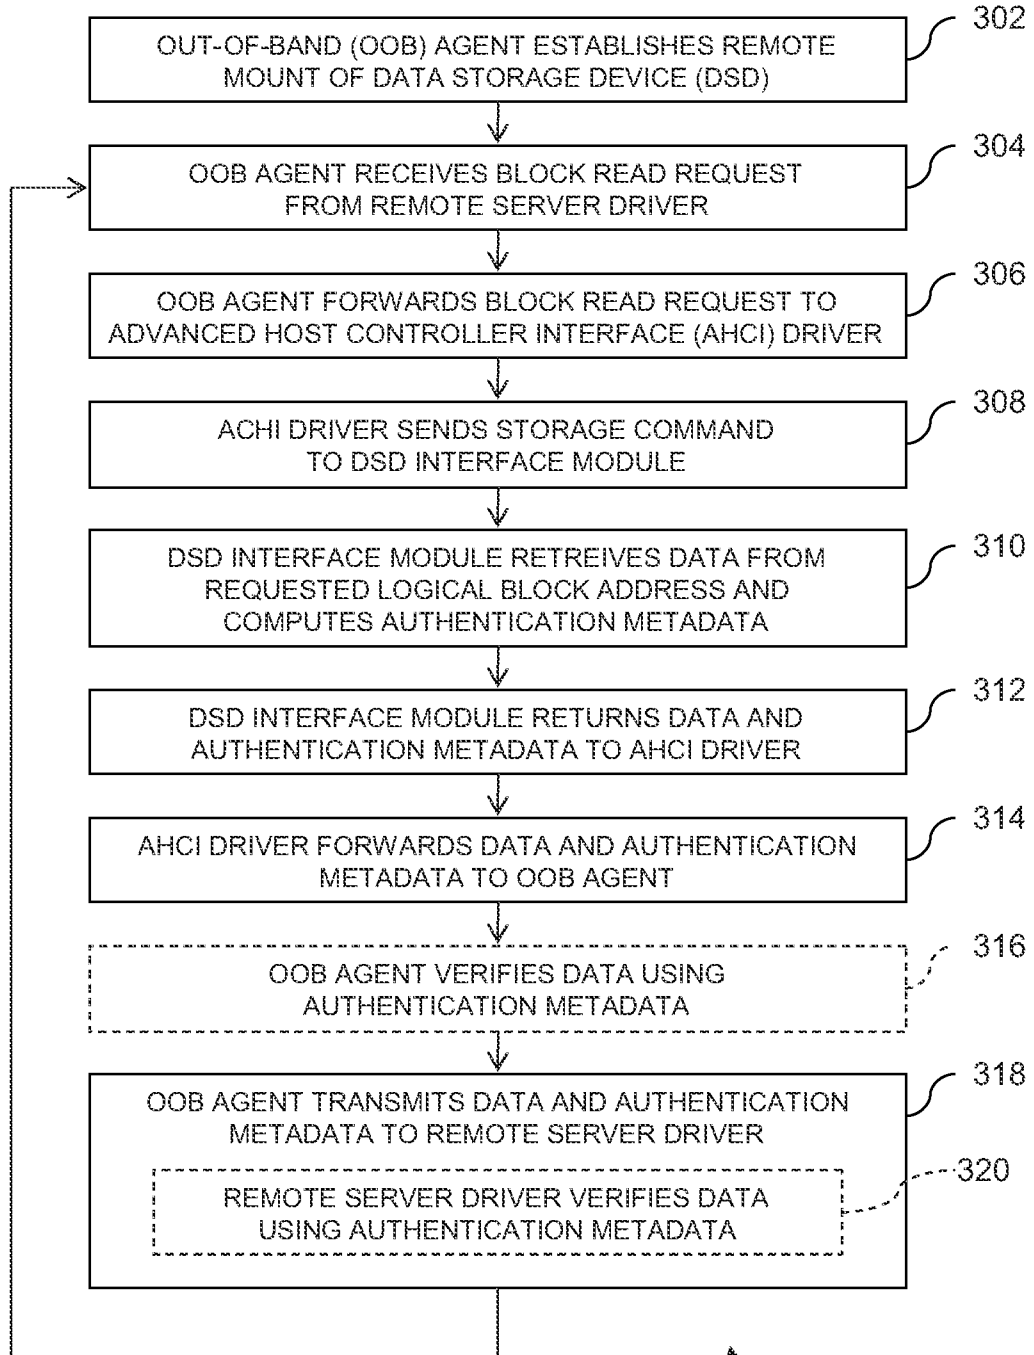 302
OUT-OF-BAND (OOB) AGENT ESTABLISHES REMOTE
MOUNT OF DATA STORAGE DEVICE (DSD)
304
OOB AGENT RECEIVES BLOCK READ REQUEST
FROM REMOTE SERVER DRIVER
306
OOB AGENT FORWARDS BLOCK READ REQUEST TO
ADVANCED HOST CONTROLLER INTERFACE (AHCI) DRIVER
308
ACHI DRIVER SENDS STORAGE COMMAND
TO DSD INTERFACE MODULE
310
DSD INTERFACE MODULE RETREIVES DATA FROM
REQUESTED LOGICAL BLOCK ADDRESS AND
COMPUTES AUTHENTICATION METADATA
312
DSD INTERFACE MODULE RETURNS DATA AND
AUTHENTICATION METADATA TO AHCI DRIVER
314
AHCI DRIVER FORWARDS DATA AND AUTHENTICATION
METADATA TO OOB AGENT
316
OOB AGENT VERIFIES DATA USING
AUTHENTICATION METADATA
318
OOB AGENT TRANSMITS DATA AND AUTHENTICATION
METADATA TO REMOTE SERVER DRIVER
320
REMOTE SERVER DRIVER VERIFIES DATA
USING AUTHENTICATION METADATA